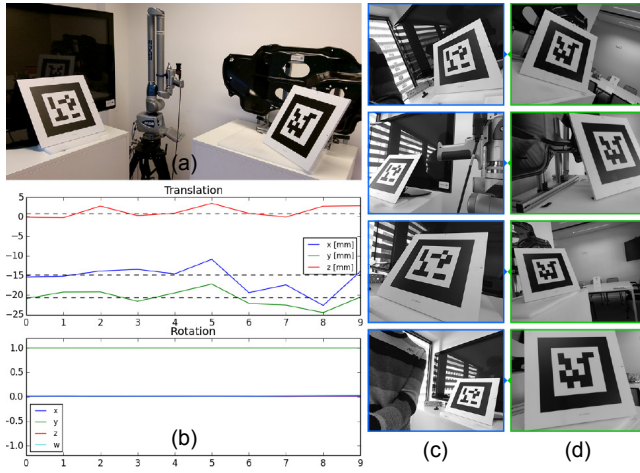 (a)
Translation
5
0
-5
-10
-15
-20
-25
x [mm]
y [mm]
z [mm]
0 1 2 3 4 5 6 7 8 9
Rotation
1.0
0.5
0.0
-0.5
-1.0
x
y
z
w
(b)
0 1 2 3 4 5 6 7 8 9
(c)
(d)